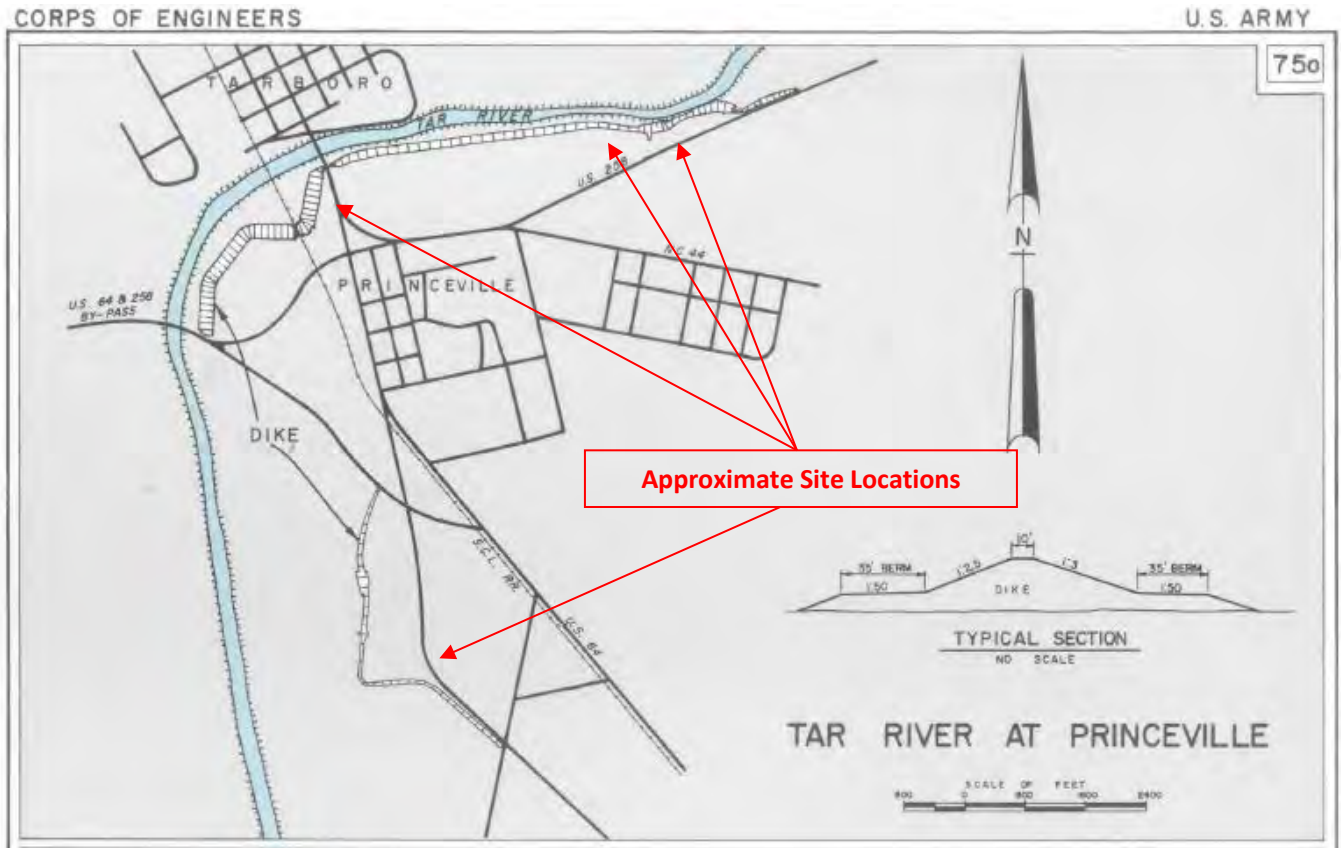 CORPS OF ENGINEERS
U.S. ARMY
75o
TARBORO
TAR RIVER
U.S. 258
N.C. 44
PRINCEVILLE
U.S. 64 & 258
BY-PASS
DIKE
Approximate Site Locations
S.C.L. RR.
U.S. 64
N
10'
35' BERM
1:2.5
1:3
35' BERM
1:50
DIKE
1:50
TYPICAL SECTION
NO SCALE
TAR RIVER AT PRINCEVILLE
SCALE OF FEET
800 0 800 1600 2400